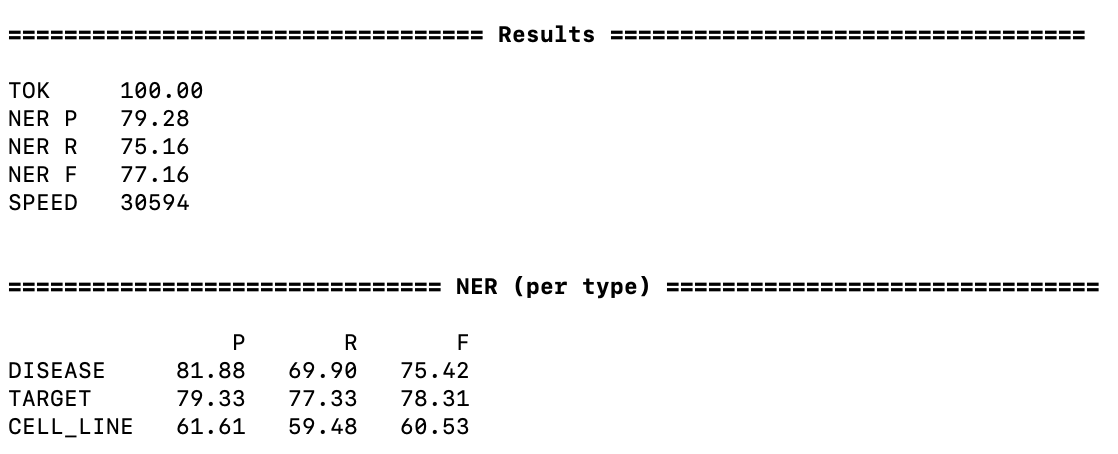 ================================== Results ==================================
TOK     100.00
NER P   79.28
NER R   75.16
NER F   77.16
SPEED   30594
=============================== NER (per type) ===============================
                P       R       F
DISEASE     81.88   69.90   75.42
TARGET      79.33   77.33   78.31
CELL_LINE   61.61   59.48   60.53